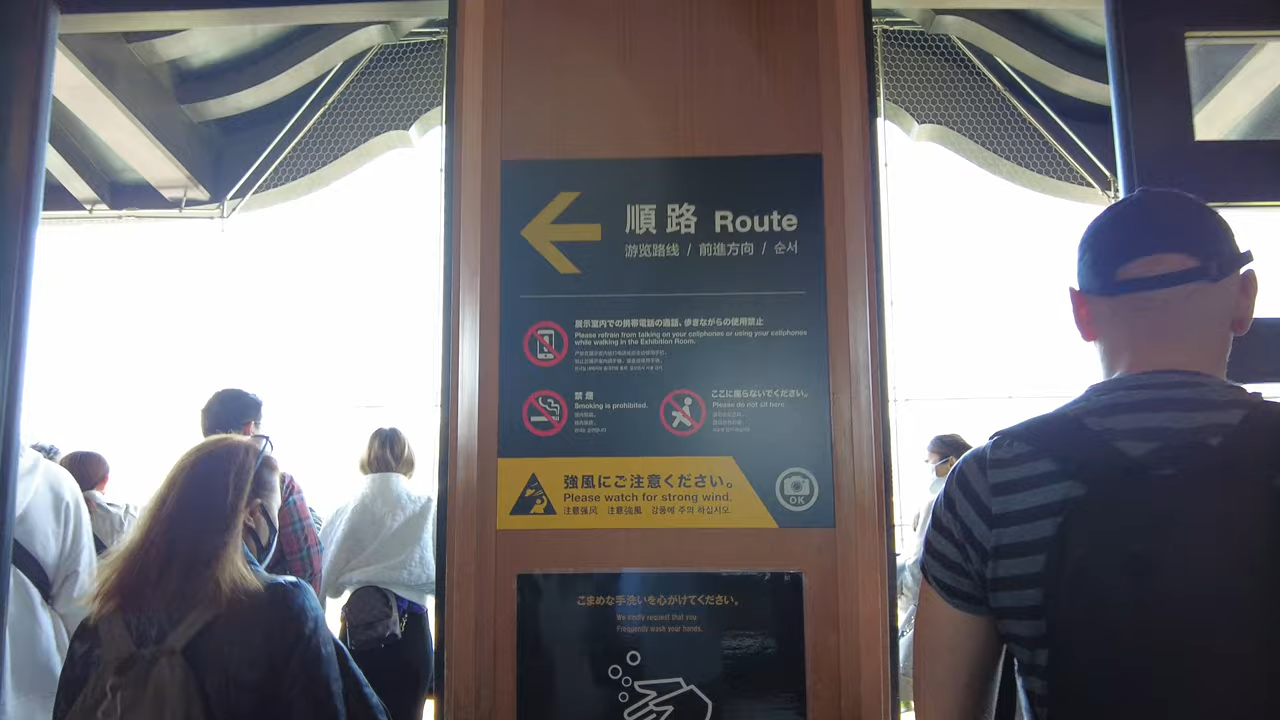 順路 Route
游览路线 / 前進方向 / 순서
展示室内での携帯電話の通話、歩きながらの使用禁止
Please refrain from talking on your cellphones or using your cellphones
while walking in the Exhibition Room.
禁煙
Smoking is prohibited.
ここに座らないでください。
Please do not sit here.
強風にご注意ください。
Please watch for strong wind.
注意强风 注意強風 강풍에 주의 하십시오.
OK
こまめな手洗いを心がけてください。
We kindly request that you
Frequently wash your hands.